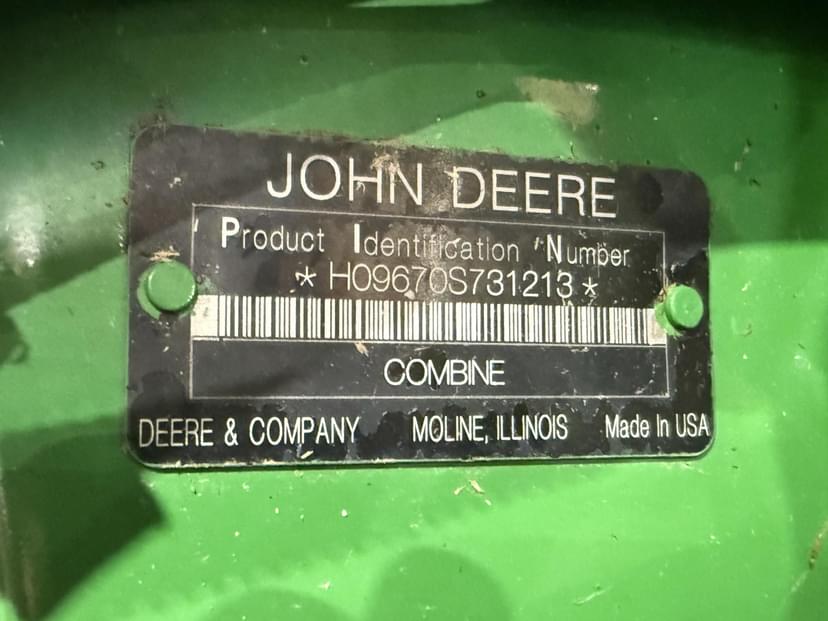 JOHN DEERE
Product Identification Number
* H09670S731213 *
COMBINE
DEERE & COMPANY MOLINE, ILLINOIS Made In USA